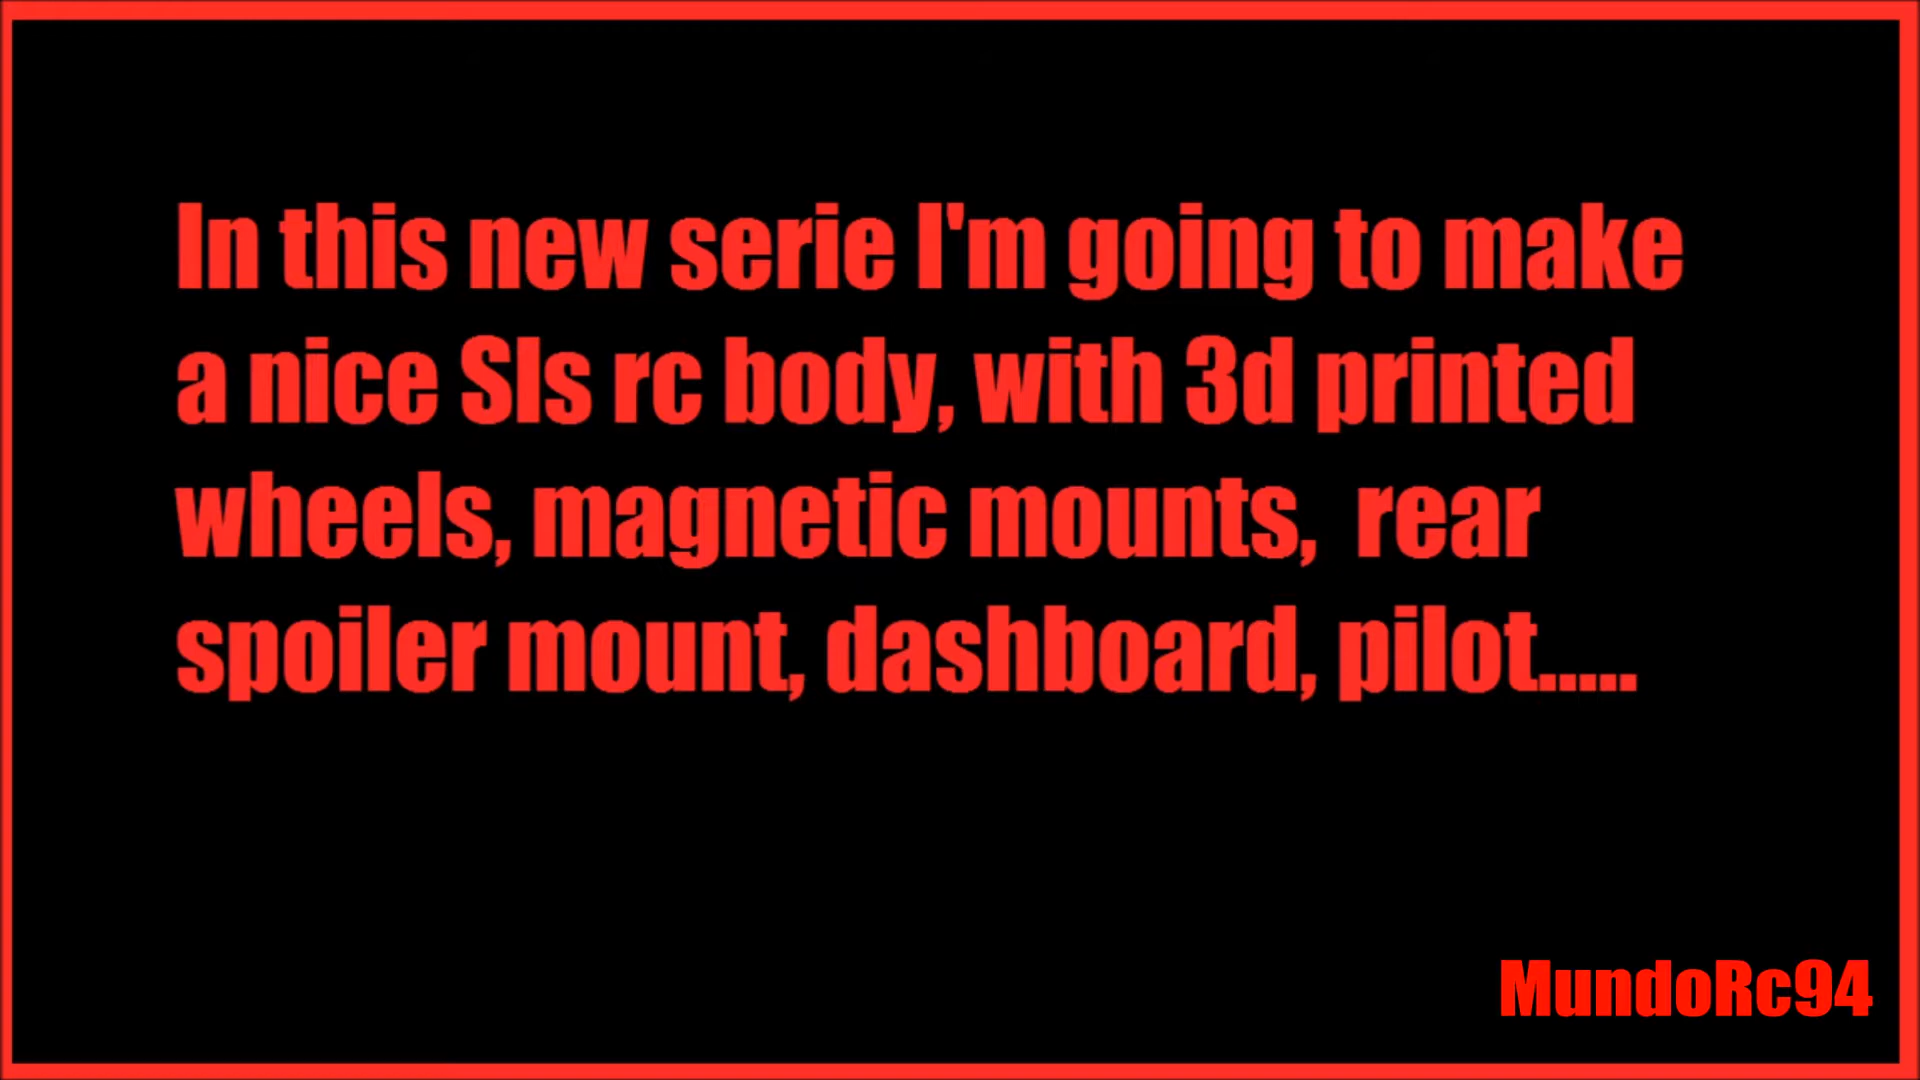 In this new serie I'm going to make
a nice Sls rc body, with 3d printed
wheels, magnetic mounts,  rear
spoiler mount, dashboard, pilot.....
MundoRc94